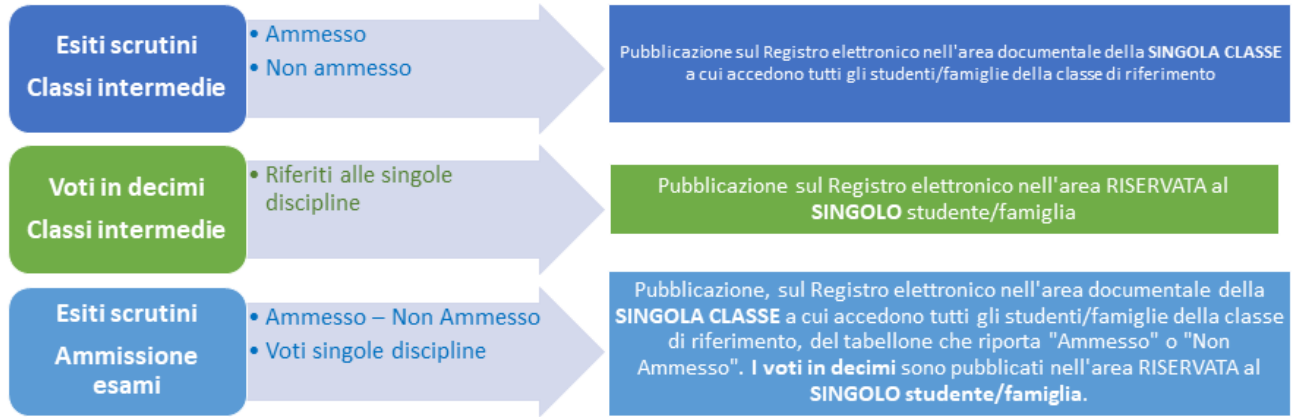 Esiti scrutini
Classi intermedie
• Ammesso
• Non ammesso
Pubblicazione sul Registro elettronico nell'area documentale della SINGOLA CLASSE
a cui accedono tutti gli studenti/famiglie della classe di riferimento
Voti in decimi
Classi intermedie
• Riferiti alle singole
discipline
Pubblicazione sul Registro elettronico nell'area RISERVATA al
SINGOLO studente/famiglia
Esiti scrutini
Ammissione
esami
• Ammesso – Non Ammesso
• Voti singole discipline
Pubblicazione, sul Registro elettronico nell'area documentale della
SINGOLA CLASSE a cui accedono tutti gli studenti/famiglie della classe
di riferimento, del tabellone che riporta "Ammesso" o "Non
Ammesso". I voti in decimi sono pubblicati nell'area RISERVATA al
SINGOLO studente/famiglia.